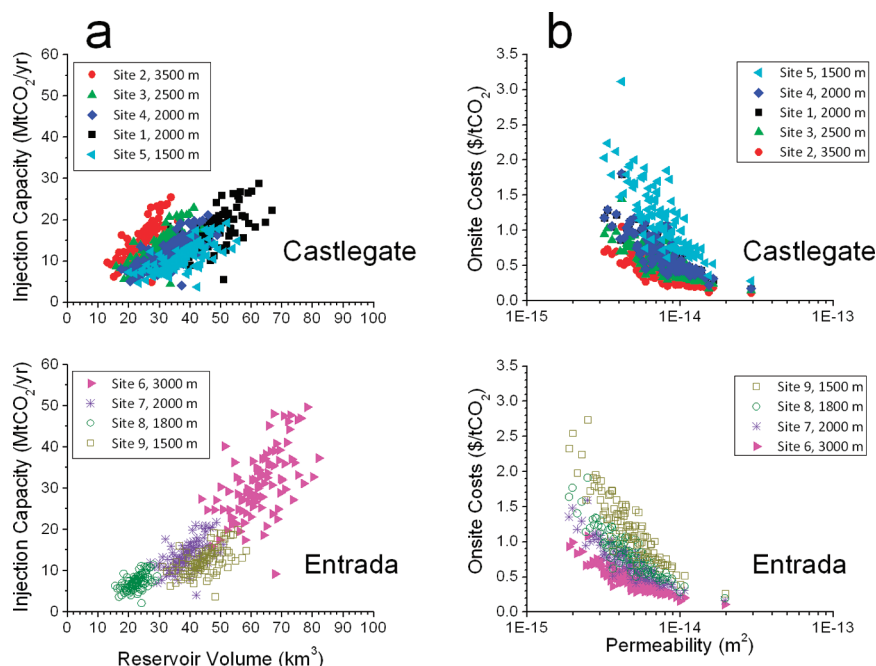 a
Injection Capacity (MtCO2/yr)
60
50
40
30
20
10
0
Site 2, 3500 m
Site 3, 2500 m
Site 4, 2000 m
Site 1, 2000 m
Site 5, 1500 m
Castlegate
0 10 20 30 40 50 60 70 80 90 100
b
Onsite Costs ($/tCO2)
3.5
3.0
2.5
2.0
1.5
1.0
0.5
0.0
Site 5, 1500 m
Site 4, 2000 m
Site 1, 2000 m
Site 3, 2500 m
Site 2, 3500 m
Castlegate
1E-15 1E-14 1E-13
Injection Capacity (MtCO2/yr)
60
50
40
30
20
10
0
Site 6, 3000 m
Site 7, 2000 m
Site 8, 1800 m
Site 9, 1500 m
Entrada
0 10 20 30 40 50 60 70 80 90 100
Reservoir Volume (km3)
Onsite Costs ($/tCO2)
3.5
3.0
2.5
2.0
1.5
1.0
0.5
0.0
Site 9, 1500 m
Site 8, 1800 m
Site 7, 2000 m
Site 6, 3000 m
Entrada
1E-15 1E-14 1E-13
Permeability (m2)